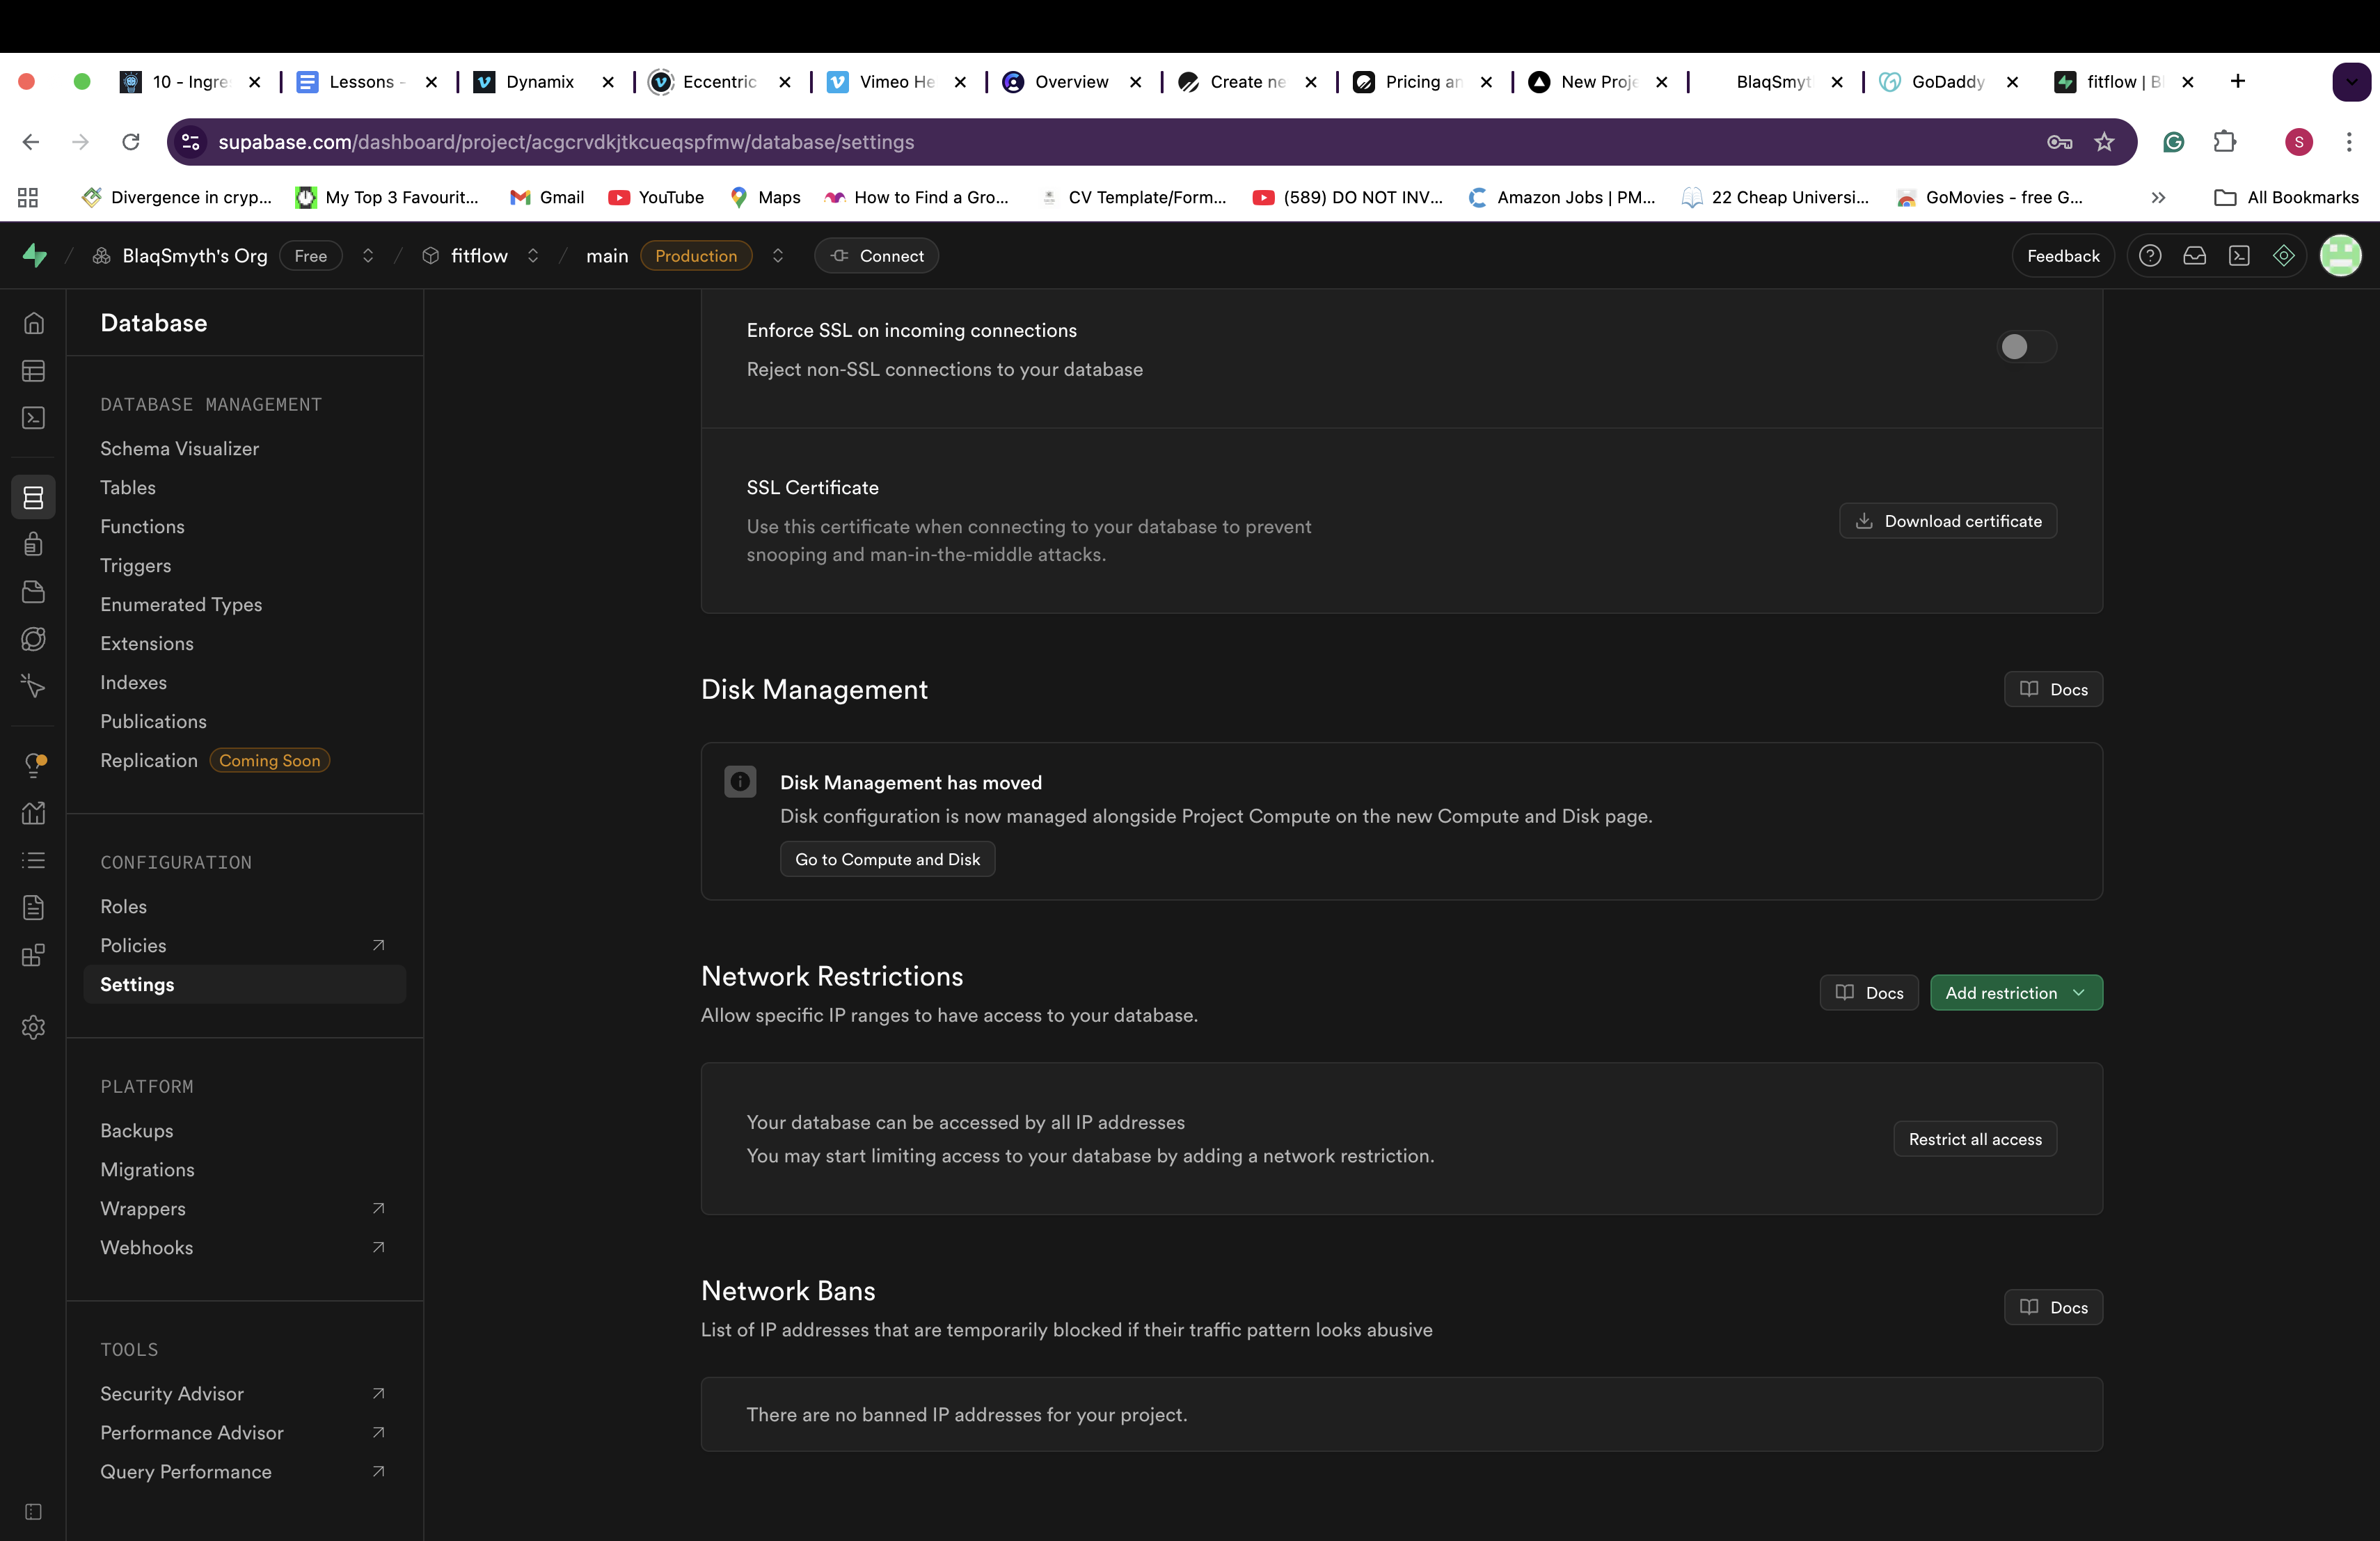 10 - Ingre
Lessons -
Dynamix
Eccentric
Vimeo He
Overview
Create ne
Pricing an
New Proje
BlaqSmyt
GoDaddy
fitflow | Bl
supabase.com/dashboard/project/acgcrvdkjtkcueqspfmw/database/settings
S
Divergence in cryp...
My Top 3 Favourit...
Gmail
YouTube
Maps
How to Find a Gro...
CV Template/Form...
(589) DO NOT INV...
Amazon Jobs | PM...
22 Cheap Universi...
GoMovies - free G...
All Bookmarks
BlaqSmyth's Org
Free
fitflow
main
Production
Connect
Feedback
Database
DATABASE MANAGEMENT
Schema Visualizer
Tables
Functions
Triggers
Enumerated Types
Extensions
Indexes
Publications
Replication
Coming Soon
CONFIGURATION
Roles
Policies
Settings
PLATFORM
Backups
Migrations
Wrappers
Webhooks
TOOLS
Security Advisor
Performance Advisor
Query Performance
Enforce SSL on incoming connections
Reject non-SSL connections to your database
SSL Certificate
Use this certificate when connecting to your database to prevent
snooping and man-in-the-middle attacks.
Download certificate
Disk Management
Docs
Disk Management has moved
Disk configuration is now managed alongside Project Compute on the new Compute and Disk page.
Go to Compute and Disk
Network Restrictions
Allow specific IP ranges to have access to your database.
Docs
Add restriction
Your database can be accessed by all IP addresses
You may start limiting access to your database by adding a network restriction.
Restrict all access
Network Bans
List of IP addresses that are temporarily blocked if their traffic pattern looks abusive
Docs
There are no banned IP addresses for your project.